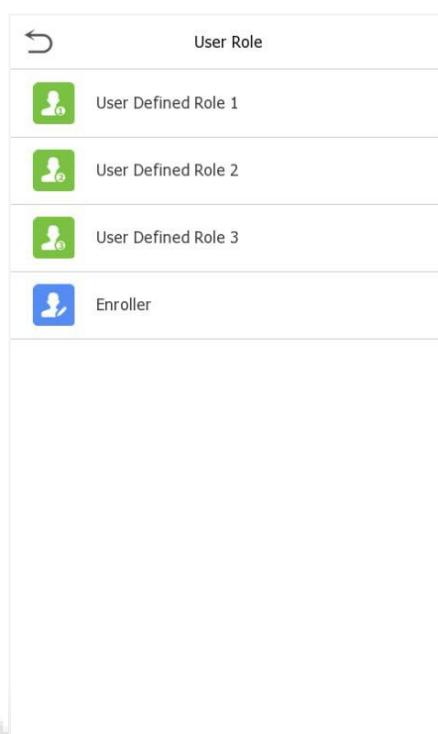 User Role
User Defined Role 1
User Defined Role 2
User Defined Role 3
Enroller